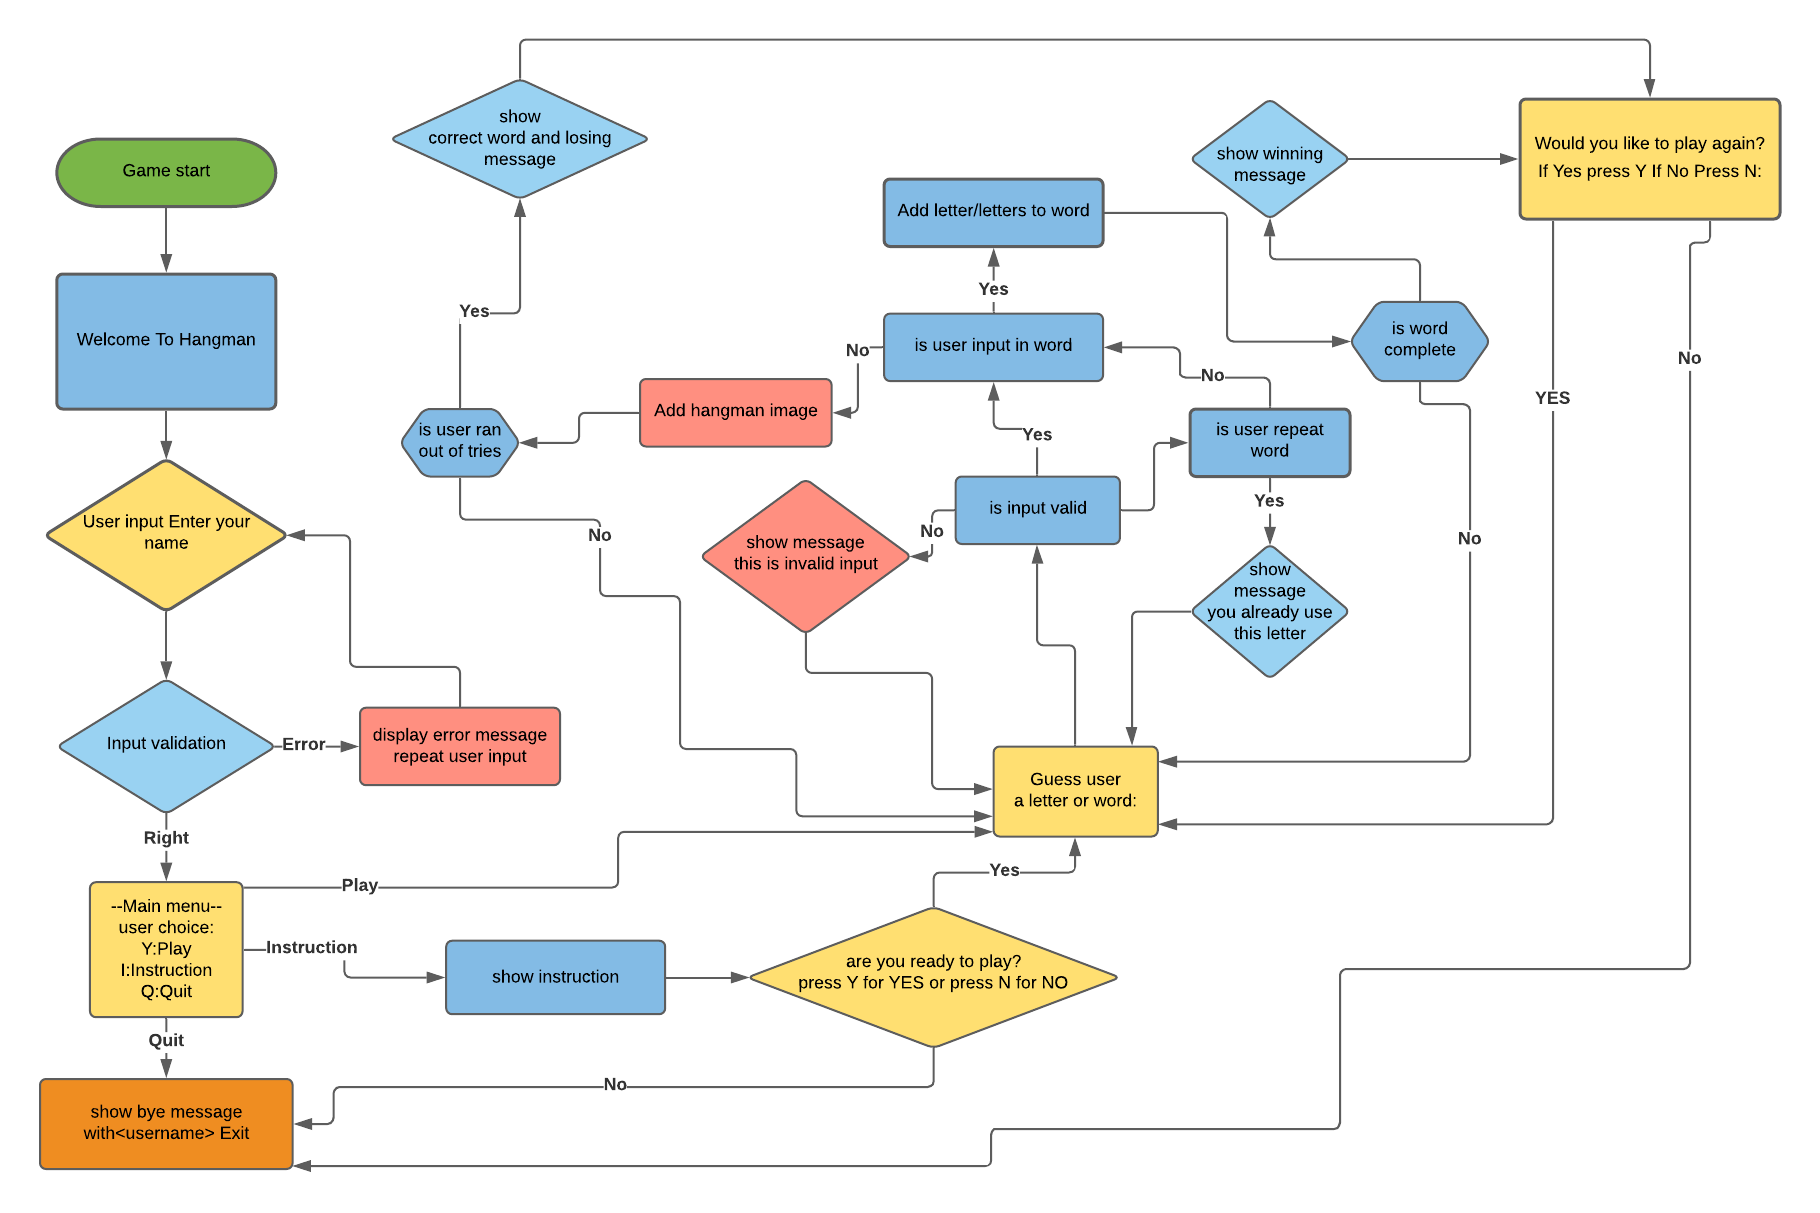 Game start
Welcome To Hangman
User input Enter your
name
Input validation
Error
display error message
repeat user input
Right
--Main menu--
user choice:
Y:Play
I:Instruction
Q:Quit
Play
Instruction
Quit
show bye message
with<username> Exit
show instruction
are you ready to play?
press Y for YES or press N for NO
Yes
No
Guess user
a letter or word:
is input valid
No
show message
this is invalid input
Yes
is user repeat
word
Yes
show
message
you already use
this letter
No
is user input in word
No
Add hangman image
is user ran
out of tries
No
Yes
show
correct word and losing
message
Yes
Add letter/letters to word
is word
complete
No
show winning
message
Would you like to play again?
If Yes press Y If No Press N:
YES
No